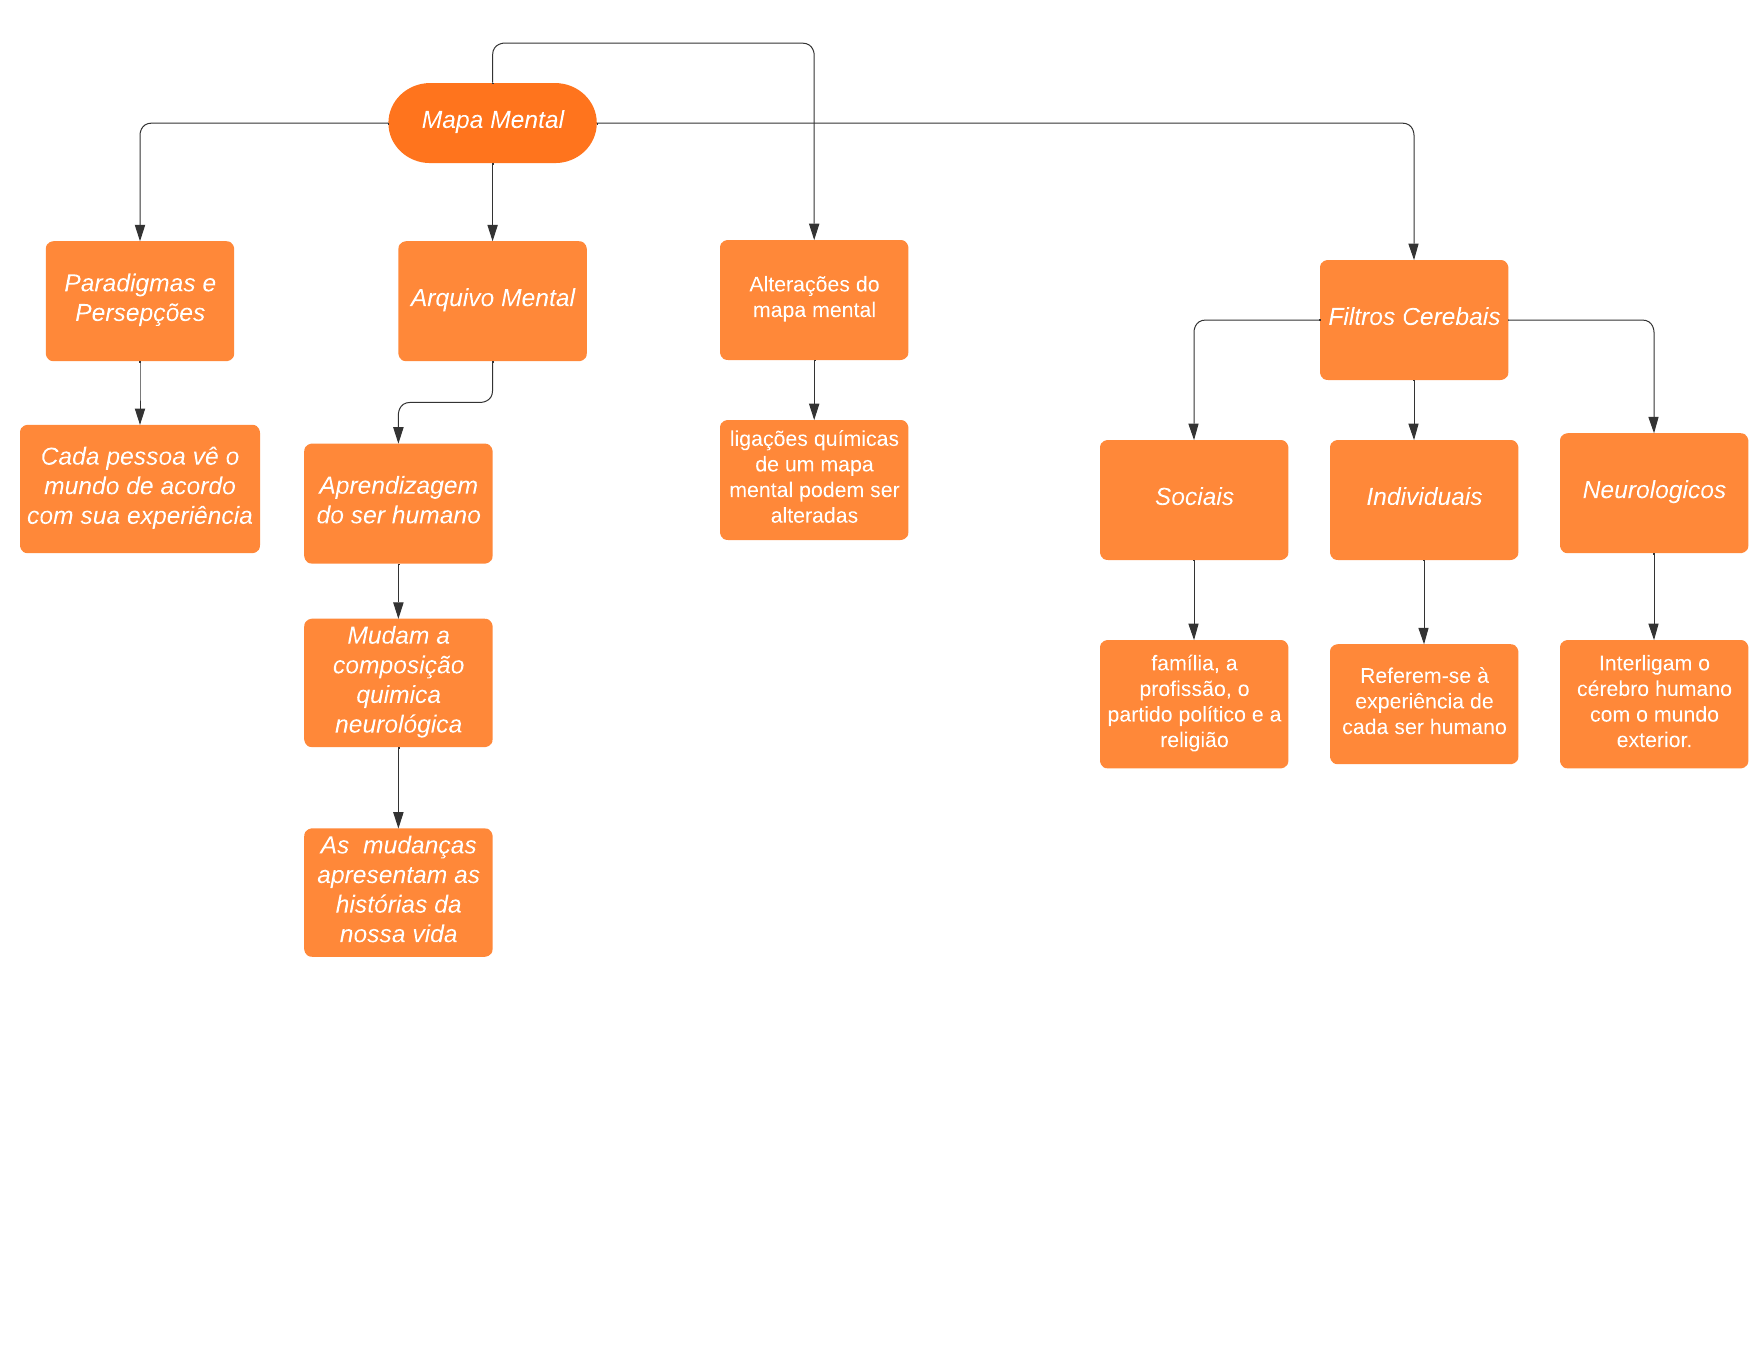 Mapa Mental
Paradigmas e
Persepções
Cada pessoa vê o
mundo de acordo
com sua experiência
Arquivo Mental
Aprendizagem
do ser humano
Mudam a
composição
quimica
neurológica
As  mudanças
apresentam as
histórias da
nossa vida
Alterações do
mapa mental
ligações químicas
de um mapa
mental podem ser
alteradas
Filtros Cerebais
Sociais
família, a
profissão, o
partido político e a
religião
Individuais
Referem-se à
experiência de
cada ser humano
Neurologicos
Interligam o
cérebro humano
com o mundo
exterior.